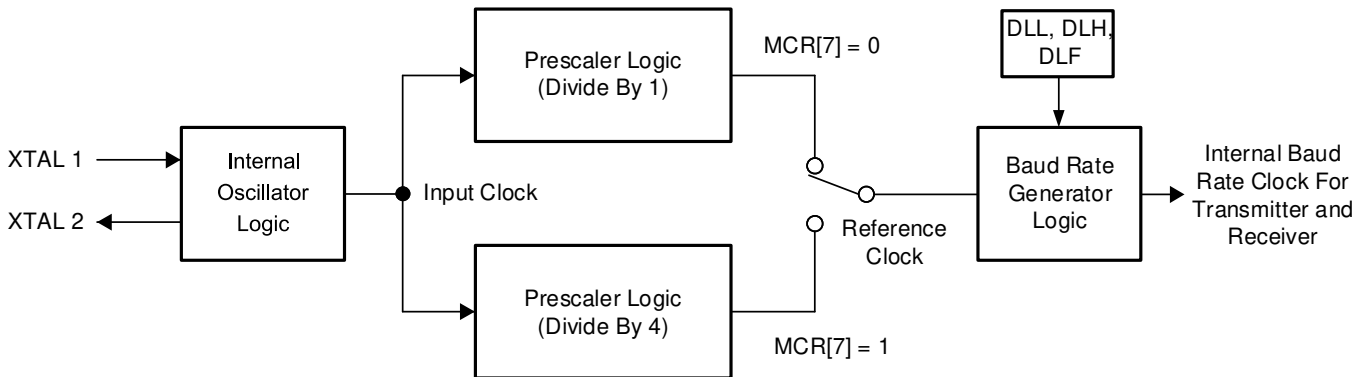 XTAL 1
XTAL 2
Internal
Oscillator
Logic
Input Clock
Prescaler Logic
(Divide By 1)
MCR[7] = 0
Prescaler Logic
(Divide By 4)
MCR[7] = 1
Reference
Clock
DLL, DLH,
DLF
Baud Rate
Generator
Logic
Internal Baud
Rate Clock For
Transmitter and
Receiver